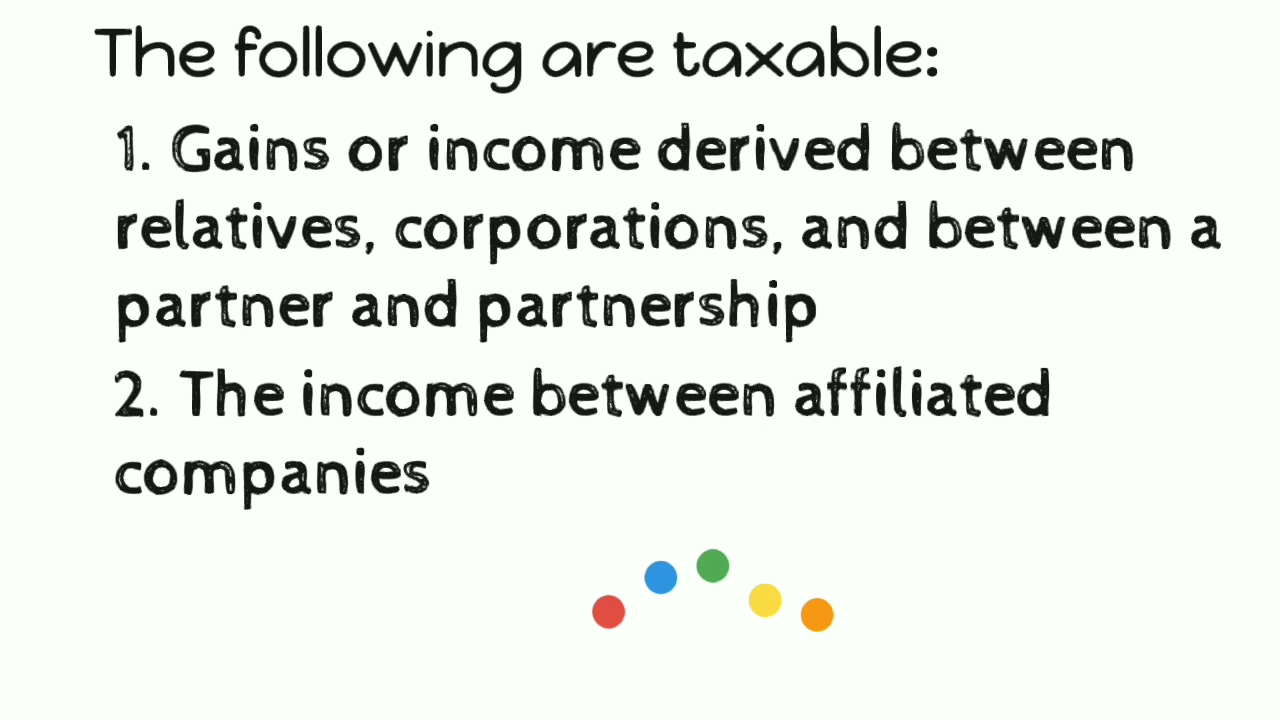 The following are taxable:
1. Gains or income derived between
relatives, corporations, and between a
partner and partnership
2. The income between affiliated
companies